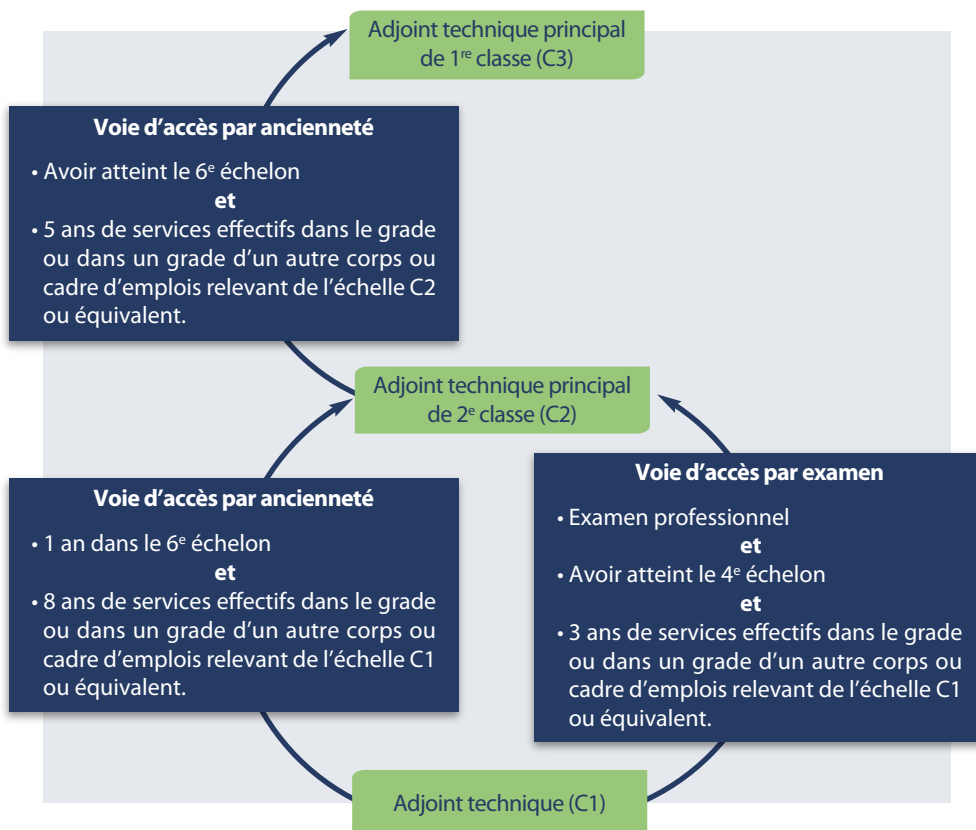 Adjoint technique principal
de 1re classe (C3)
Voie d’accès par ancienneté
• Avoir atteint le 6e échelon
et
• 5 ans de services effectifs dans le grade
ou dans un grade d’un autre corps ou
cadre d’emplois relevant de l’échelle C2
ou équivalent.
Adjoint technique principal
de 2e classe (C2)
Voie d’accès par ancienneté
• 1 an dans le 6e échelon
et
• 8 ans de services effectifs dans le grade
ou dans un grade d’un autre corps ou
cadre d’emplois relevant de l’échelle C1
ou équivalent.
Voie d’accès par examen
• Examen professionnel
et
• Avoir atteint le 4e échelon
et
• 3 ans de services effectifs dans le grade
ou dans un grade d’un autre corps ou
cadre d’emplois relevant de l’échelle C1
ou équivalent.
Adjoint technique (C1)